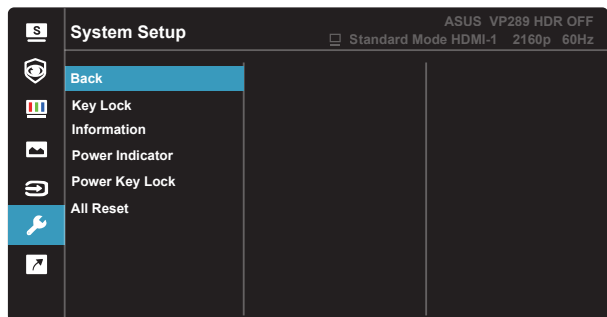 S
System Setup
ASUS VP289 HDR OFF
Standard Mode HDMI-1 2160p 60Hz
Back
Key Lock
Information
Power Indicator
Power Key Lock
All Reset